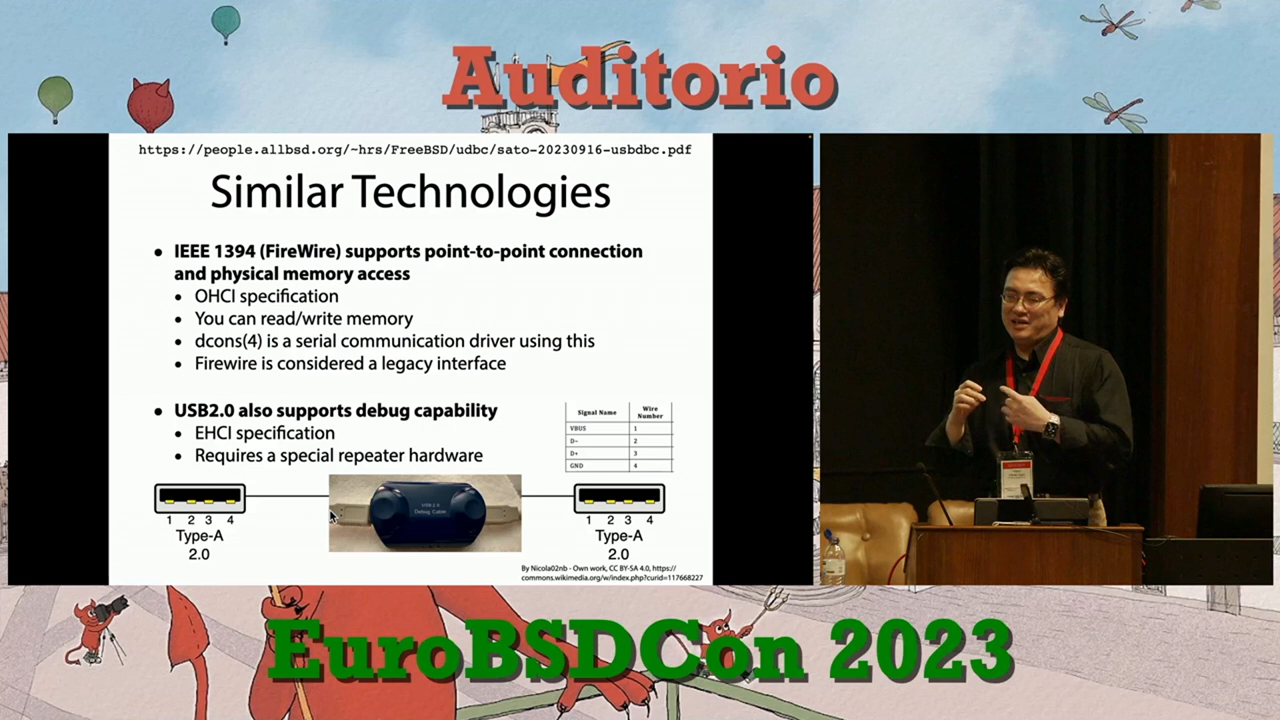 Auditorio
https://people.allbsd.org/~hrs/FreeBSD/udbc/sato-20230916-usbdbc.pdf
Similar Technologies
• IEEE 1394 (FireWire) supports point-to-point connection
and physical memory access
• OHCI specification
• You can read/write memory
• dcons(4) is a serial communication driver using this
• Firewire is considered a legacy interface
• USB2.0 also supports debug capability
• EHCI specification
• Requires a special repeater hardware
Signal Name Wire Number
VBUS 1
D- 2
D+ 3
GND 4
USB 2.0
Debug Cable
1 2 3 4
Type-A
2.0
1 2 3 4
Type-A
2.0
By Nicola02nb - Own work, CC BY-SA 4.0, https://
commons.wikimedia.org/w/index.php?curid=117668227
EuroBSDCon 2023